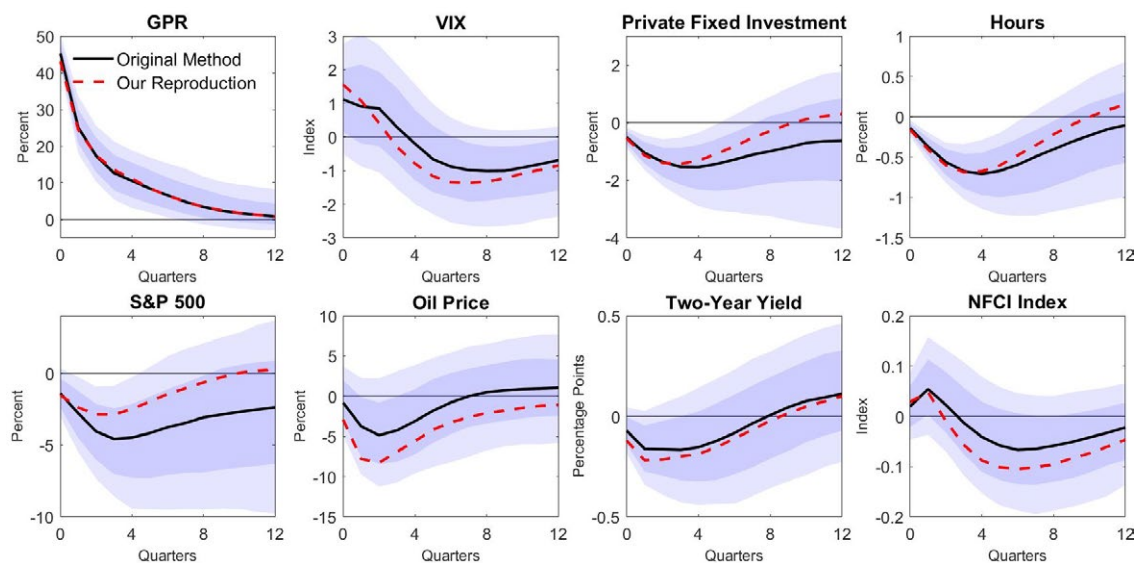 GPR
50
40
30
20
10
0
Percent
Original Method
Our Reproduction
0 4 8 12
Quarters
VIX
3
2
1
0
-1
-2
-3
Index
0 4 8 12
Quarters
Private Fixed Investment
2
0
-2
-4
Percent
0 4 8 12
Quarters
Hours
1
0.5
0
-0.5
-1
-1.5
Percent
0 4 8 12
Quarters
S&P 500
0
-5
-10
Percent
0 4 8 12
Quarters
Oil Price
10
5
0
-5
-10
-15
Percent
0 4 8 12
Quarters
Two-Year Yield
0.5
0
-0.5
Percentage Points
0 4 8 12
Quarters
NFCI Index
0.2
0.1
0
-0.1
-0.2
Index
0 4 8 12
Quarters